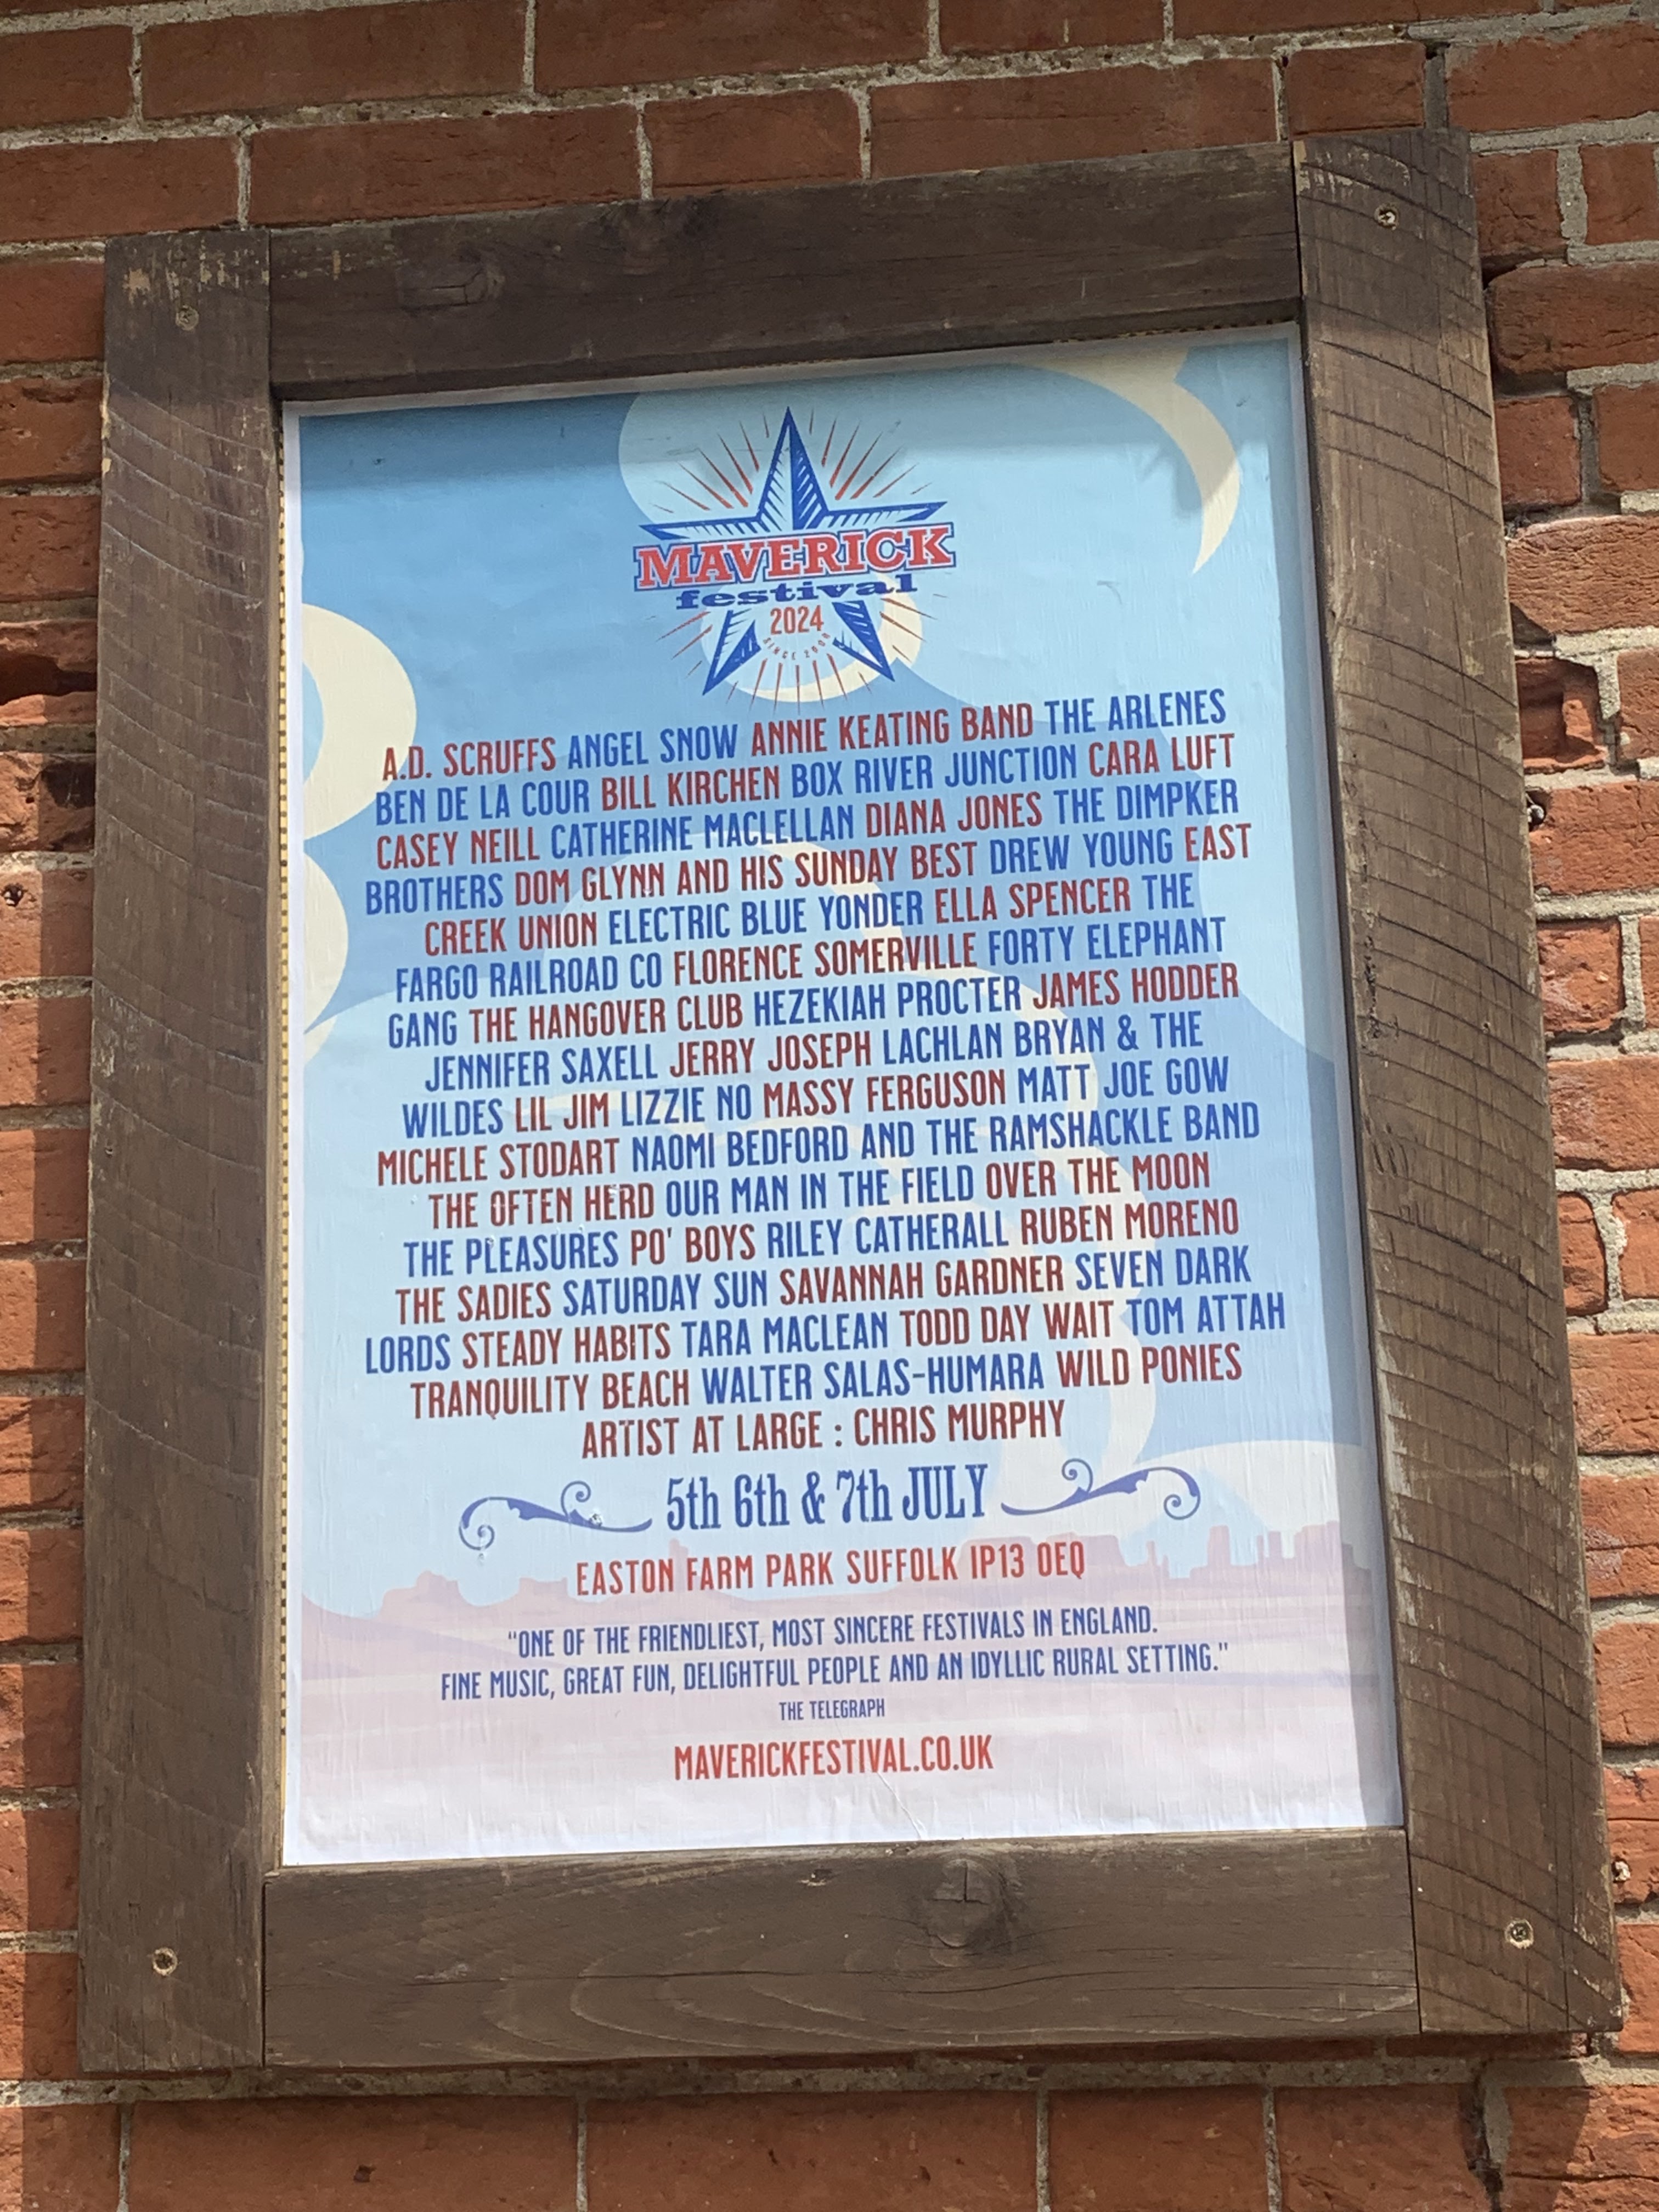 MAVERICK
festival
2024
SINCE 2008
A.D. SCRUFFS ANGEL SNOW ANNIE KEATING BAND THE ARLENES
BEN DE LA COUR BILL KIRCHEN BOX RIVER JUNCTION CARA LUFT
CASEY NEILL CATHERINE MACLELLAN DIANA JONES THE DIMPKER
BROTHERS DOM GLYNN AND HIS SUNDAY BEST DREW YOUNG EAST
CREEK UNION ELECTRIC BLUE YONDER ELLA SPENCER THE
FARGO RAILROAD CO FLORENCE SOMERVILLE FORTY ELEPHANT
GANG THE HANGOVER CLUB HEZEKIAH PROCTER JAMES HODDER
JENNIFER SAXELL JERRY JOSEPH LACHLAN BRYAN & THE
WILDES LIL JIM LIZZIE NO MASSY FERGUSON MATT JOE GOW
MICHELE STODART NAOMI BEDFORD AND THE RAMSHACKLE BAND
THE OFTEN HERD OUR MAN IN THE FIELD OVER THE MOON
THE PLEASURES PO' BOYS RILEY CATHERALL RUBEN MORENO
THE SADIES SATURDAY SUN SAVANNAH GARDNER SEVEN DARK
LORDS STEADY HABITS TARA MACLEAN TODD DAY WAIT TOM ATTAH
TRANQUILITY BEACH WALTER SALAS-HUMARA WILD PONIES
ARTIST AT LARGE : CHRIS MURPHY
5th 6th & 7th JULY
EASTON FARM PARK SUFFOLK IP13 0EQ
"ONE OF THE FRIENDLIEST, MOST SINCERE FESTIVALS IN ENGLAND.
FINE MUSIC, GREAT FUN, DELIGHTFUL PEOPLE AND AN IDYLLIC RURAL SETTING."
THE TELEGRAPH
MAVERICKFESTIVAL.CO.UK